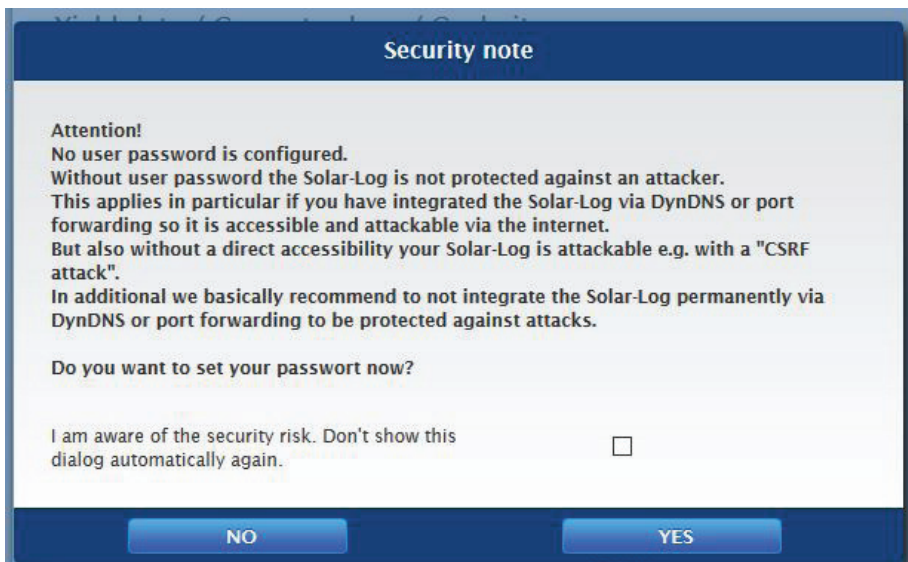 Security note
Attention!
No user password is configured.
Without user password the Solar-Log is not protected against an attacker.
This applies in particular if you have integrated the Solar-Log via DynDNS or port
forwarding so it is accessible and attackable via the internet.
But also without a direct accessibility your Solar-Log is attackable e.g. with a "CSRF
attack".
In additional we basically recommend to not integrate the Solar-Log permanently via
DynDNS or port forwarding to be protected against attacks.
Do you want to set your passwort now?
I am aware of the security risk. Don't show this
dialog automatically again.
NO
YES